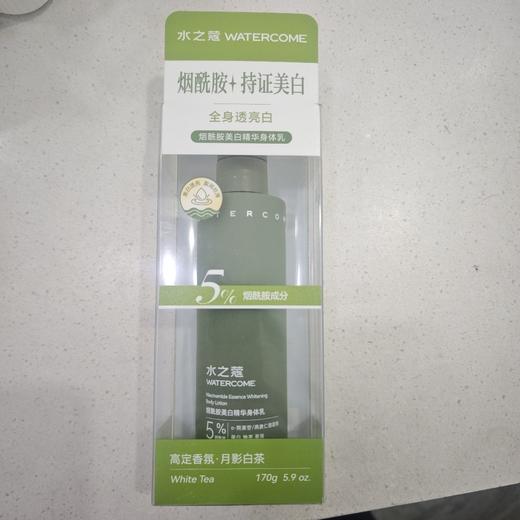 水之蔻 WATERCOME
烟酰胺+ 持证美白
全身透亮白
烟酰胺美白精华身体乳
TERCO
5% 烟酰胺成分
水之蔻
WATERCOME
Niacinamide Essence Whitening
Body Lotion
烟酰胺美白精华身体乳
5%
高定香氛·月影白茶
White Tea
170g 5.9 oz.